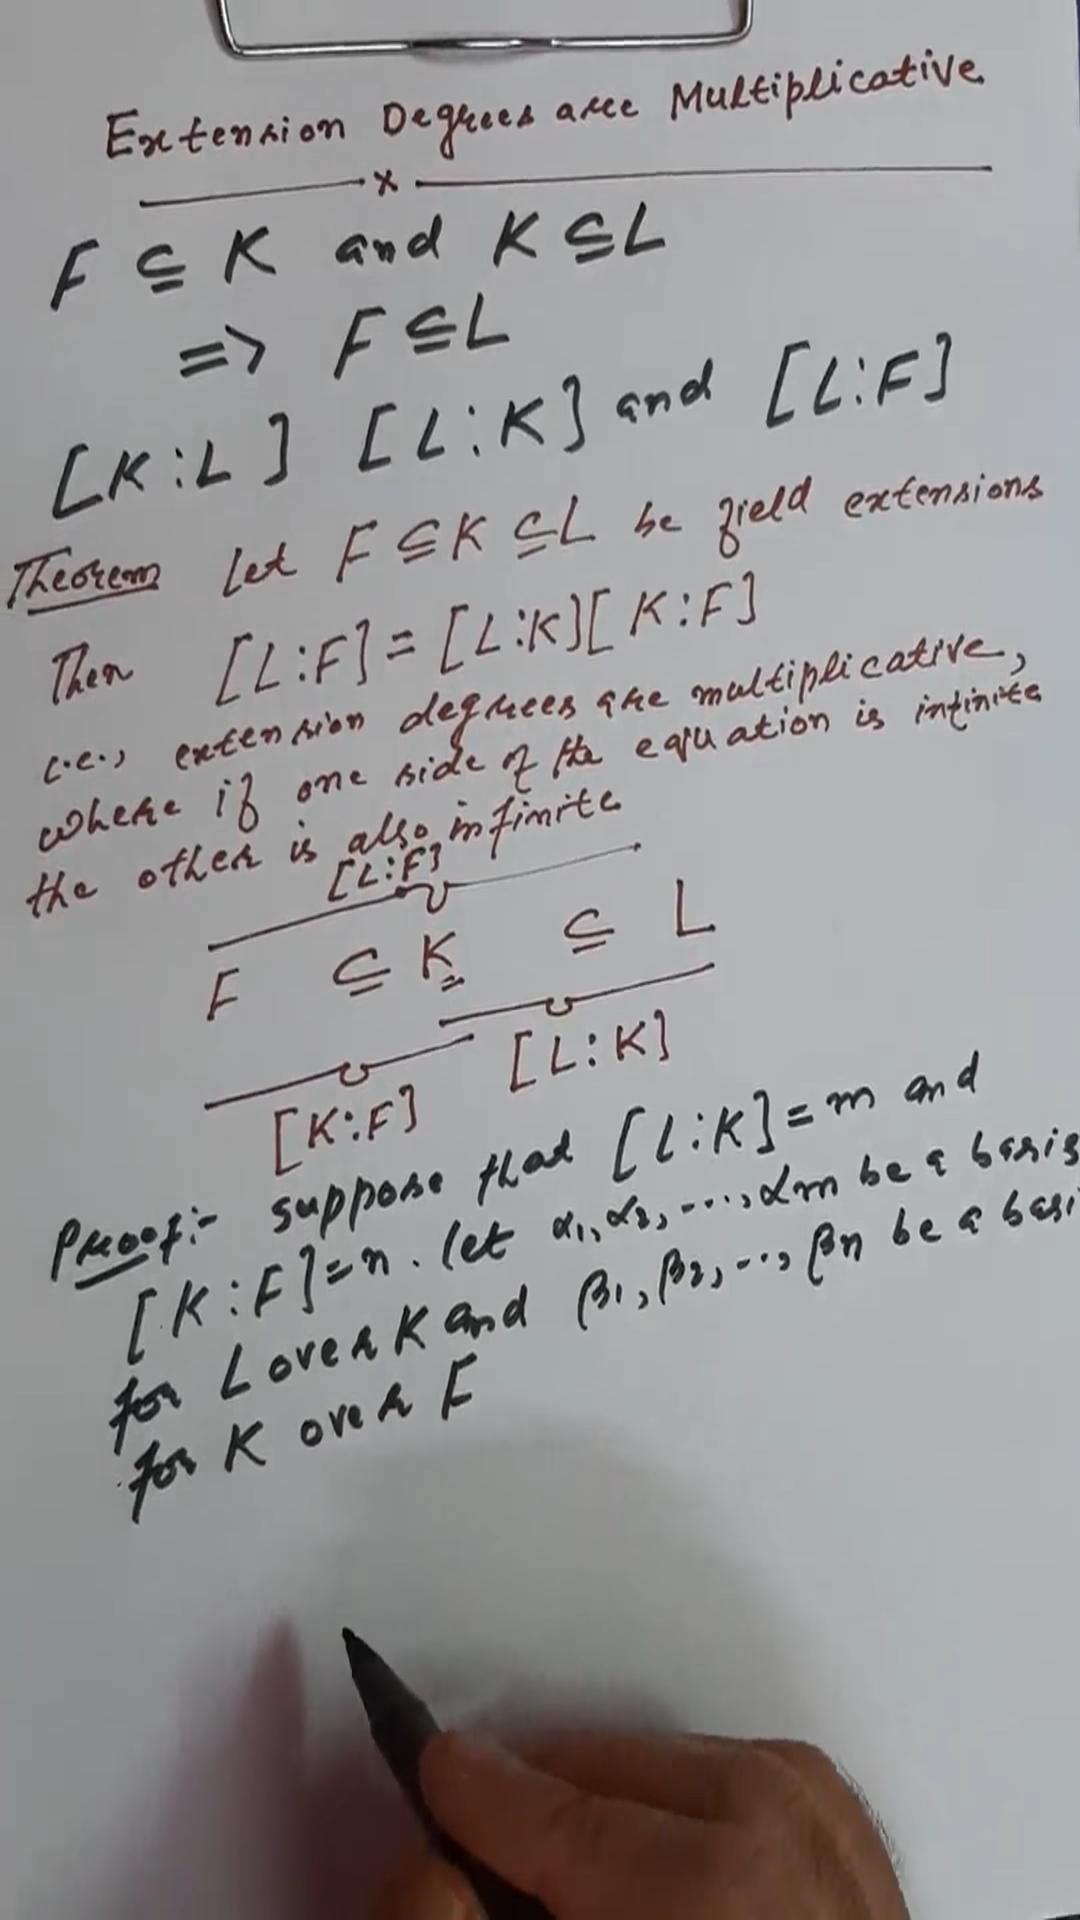 Extension Degrees are Multiplicative
x
F ⊆ K and K ⊆ L
=> F ⊆ L
[K:L] [L:K] and [L:F]
Theorem Let F ⊆ K ⊆ L be field extensions
Then [L:F] = [L:K][K:F]
i.e., extension degrees are multiplicative,
where if one side of the equation is infinite
the other is also infinite
[L:F]
F ⊆ K ⊆ L
[L:K]
[K:F]
Proof:- suppose that [L:K] = m and
[K:F] = n. let α1, α2, ..., αm be a basis
for L over K and β1, β2, ..., βn be a basi
for K over F